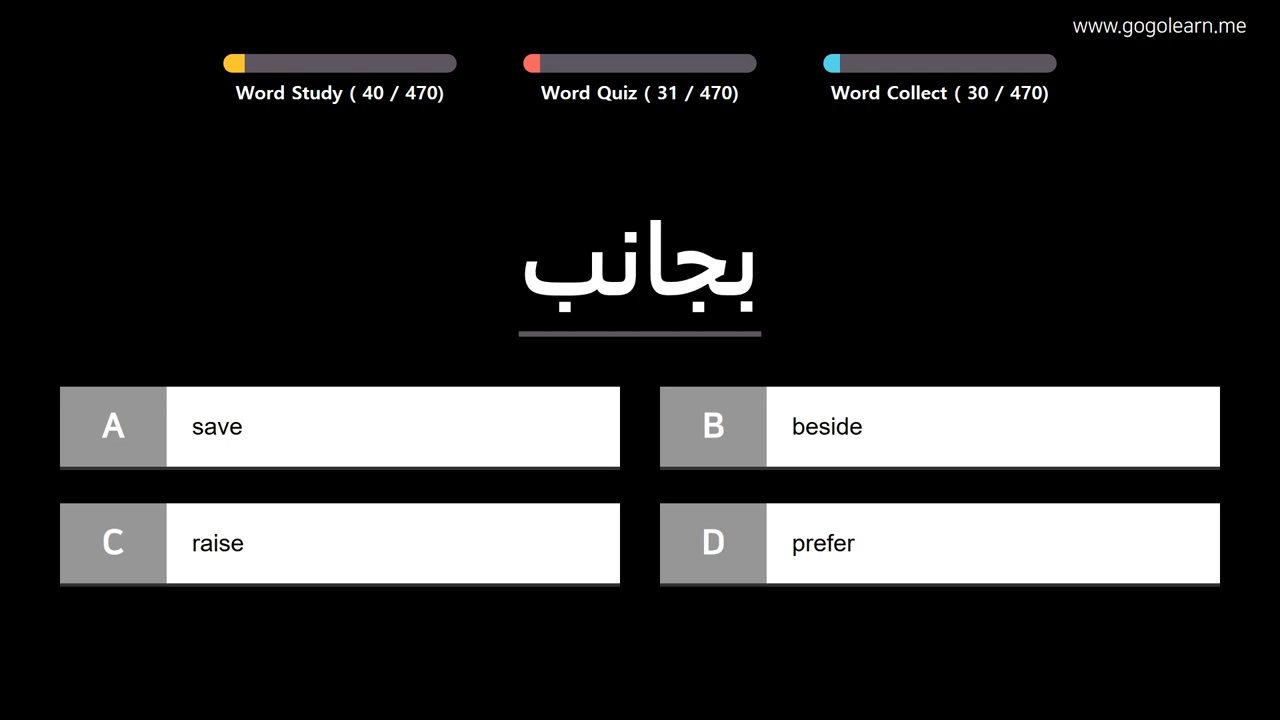 www.gogolearn.me
Word Study ( 40 / 470)
Word Quiz ( 31 / 470)
Word Collect ( 30 / 470)
بجانب
A save
B beside
C raise
D prefer